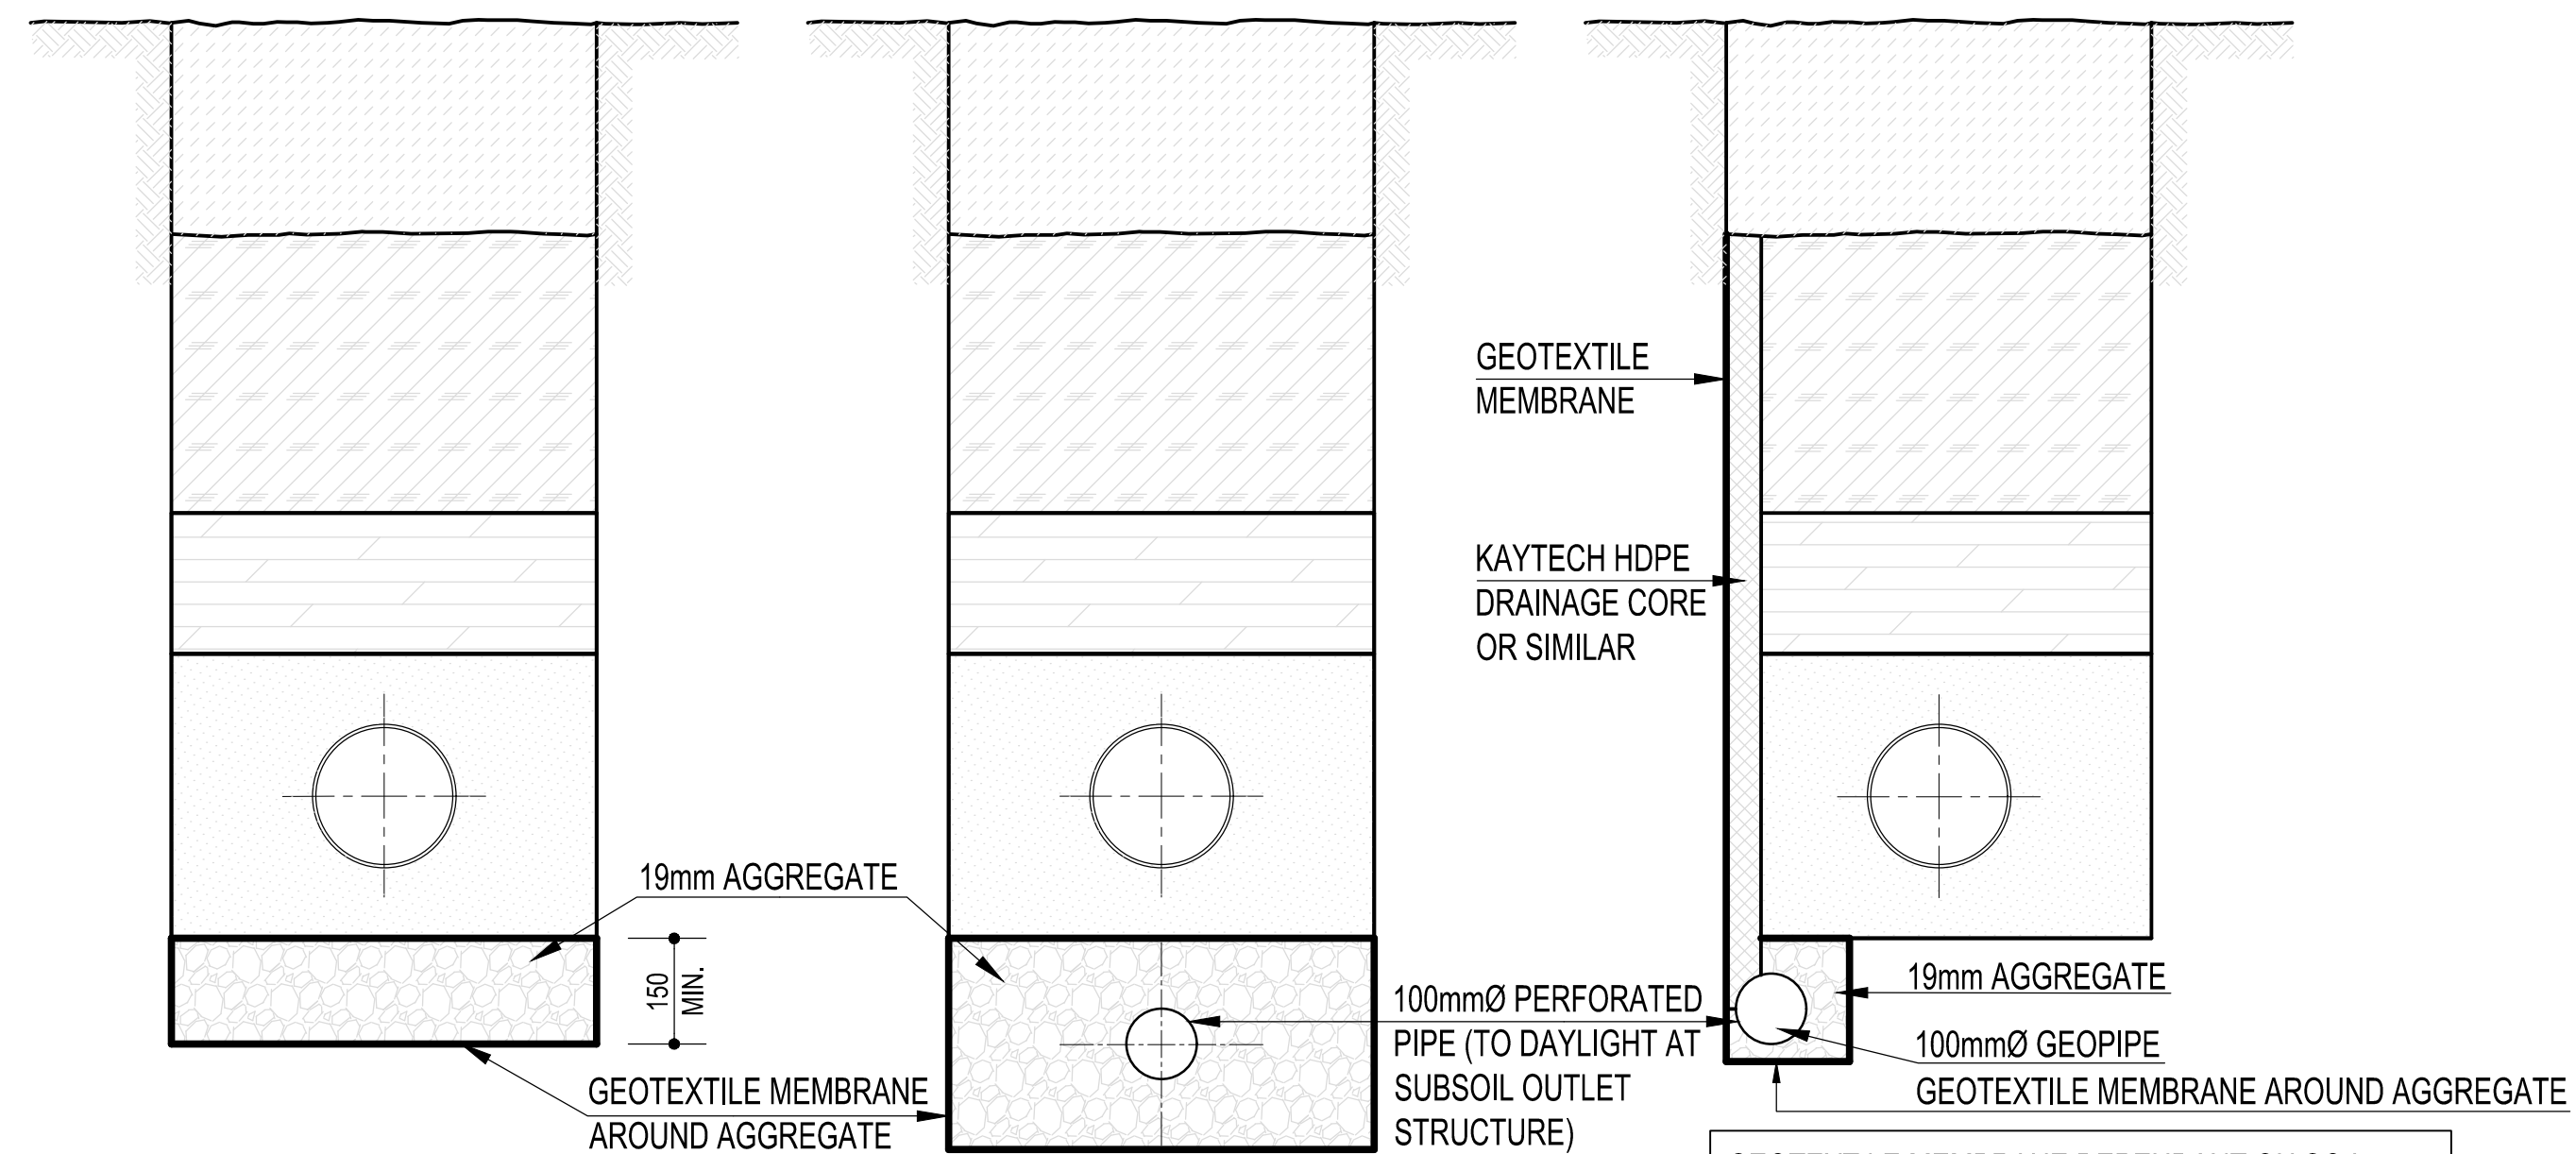 GEOTEXTILE
MEMBRANE
KAYTECH HDPE
DRAINAGE CORE
OR SIMILAR
19mm AGGREGATE
150
MIN.
GEOTEXTILE MEMBRANE
AROUND AGGREGATE
100mmØ PERFORATED
PIPE (TO DAYLIGHT AT
SUBSOIL OUTLET
STRUCTURE)
19mm AGGREGATE
100mmØ GEOPIPE
GEOTEXTILE MEMBRANE AROUND AGGREGATE